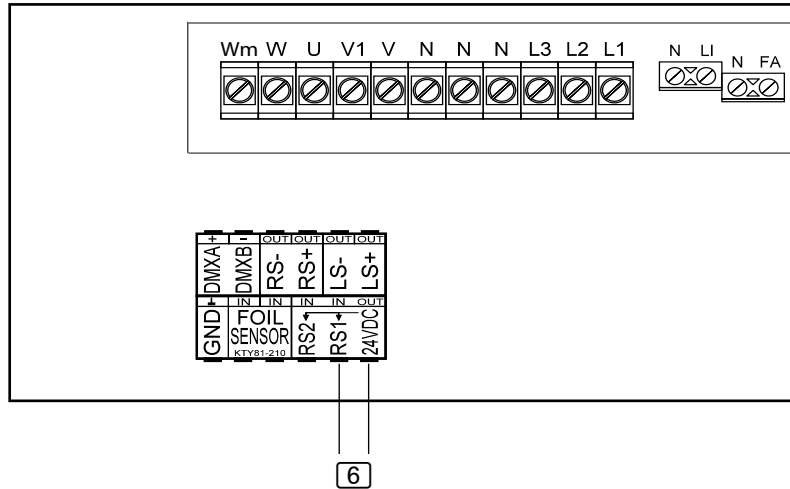 Wm W U V1 V N N N L3 L2 L1
N LI
N FA
+ - OUT OUT OUT OUT
DMXA DMXB RS- RS+ LS- LS+
IN IN IN IN OUT
GND FOIL SENSOR KTY81-210 RS2 RS1 24VDC
6